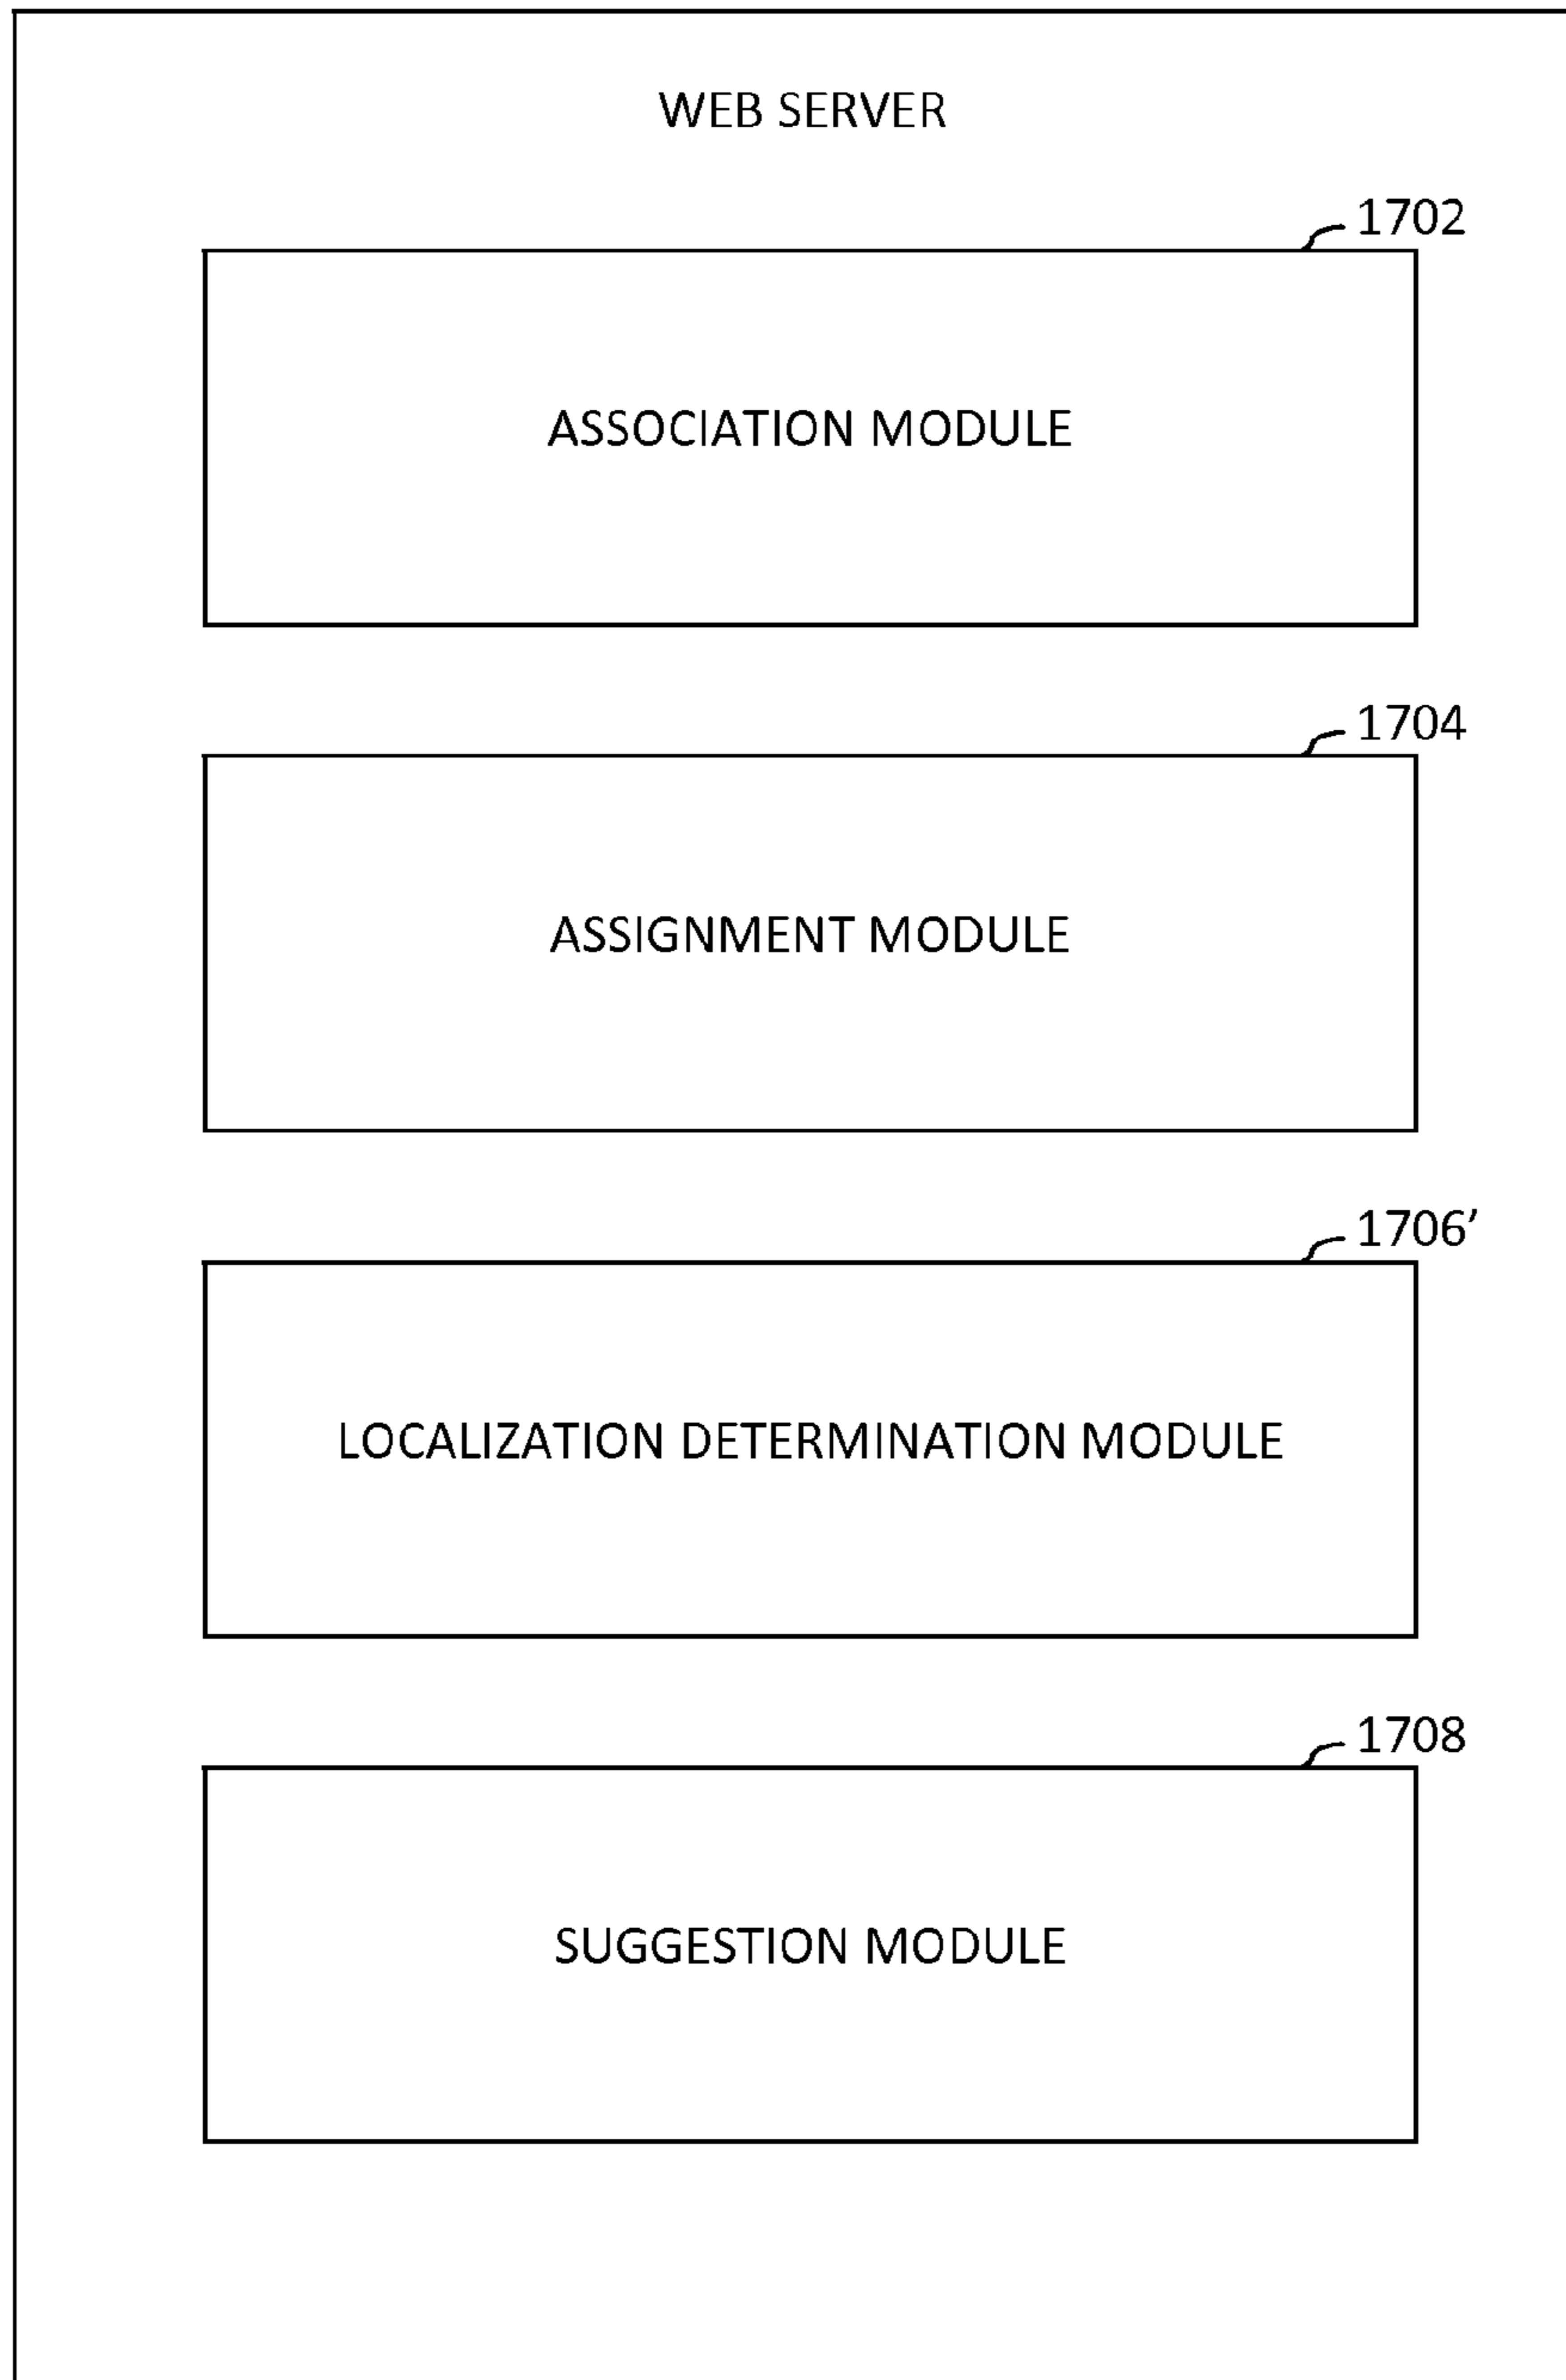 WEB SERVER
1702
ASSOCIATION MODULE
1704
ASSIGNMENT MODULE
1706’
LOCALIZATION DETERMINATION MODULE
1708
SUGGESTION MODULE